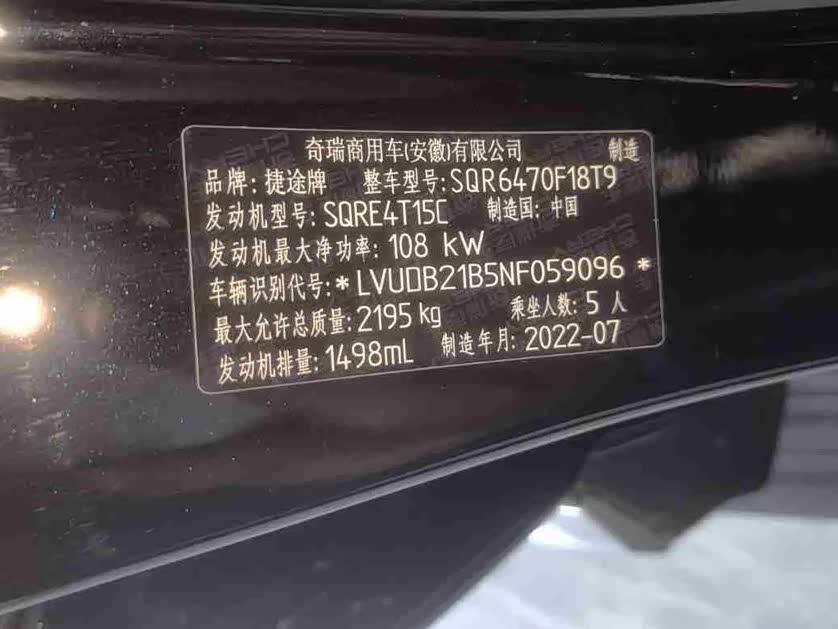 奇瑞商用车(安徽)有限公司 制造
品牌: 捷途牌 整车型号: SQR6470F18T9
发动机型号: SQRE4T15C 制造国: 中国
发动机最大净功率: 108 kW
车辆识别代号: *LVUDB21B5NF059096*
最大允许总质量: 2195 kg 乘坐人数: 5 人
发动机排量: 1498mL 制造年月: 2022-07